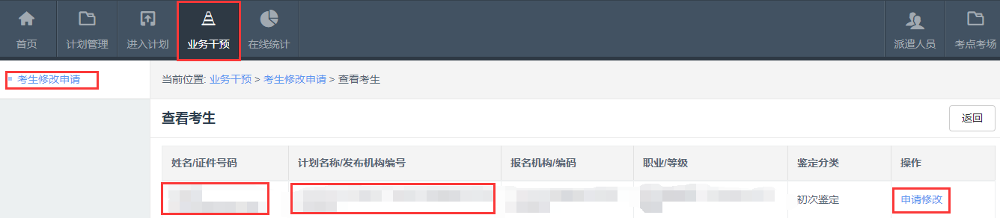 首页 计划管理 进入计划 业务干预 在线统计 派遣人员 考点考场
考生修改申请
当前位置: 业务干预 > 考生修改申请 > 查看考生
查看考生 返回
姓名/证件号码 计划名称/发布机构编号 报名机构/编码 职业/等级 鉴定分类 操作
初次鉴定 申请修改